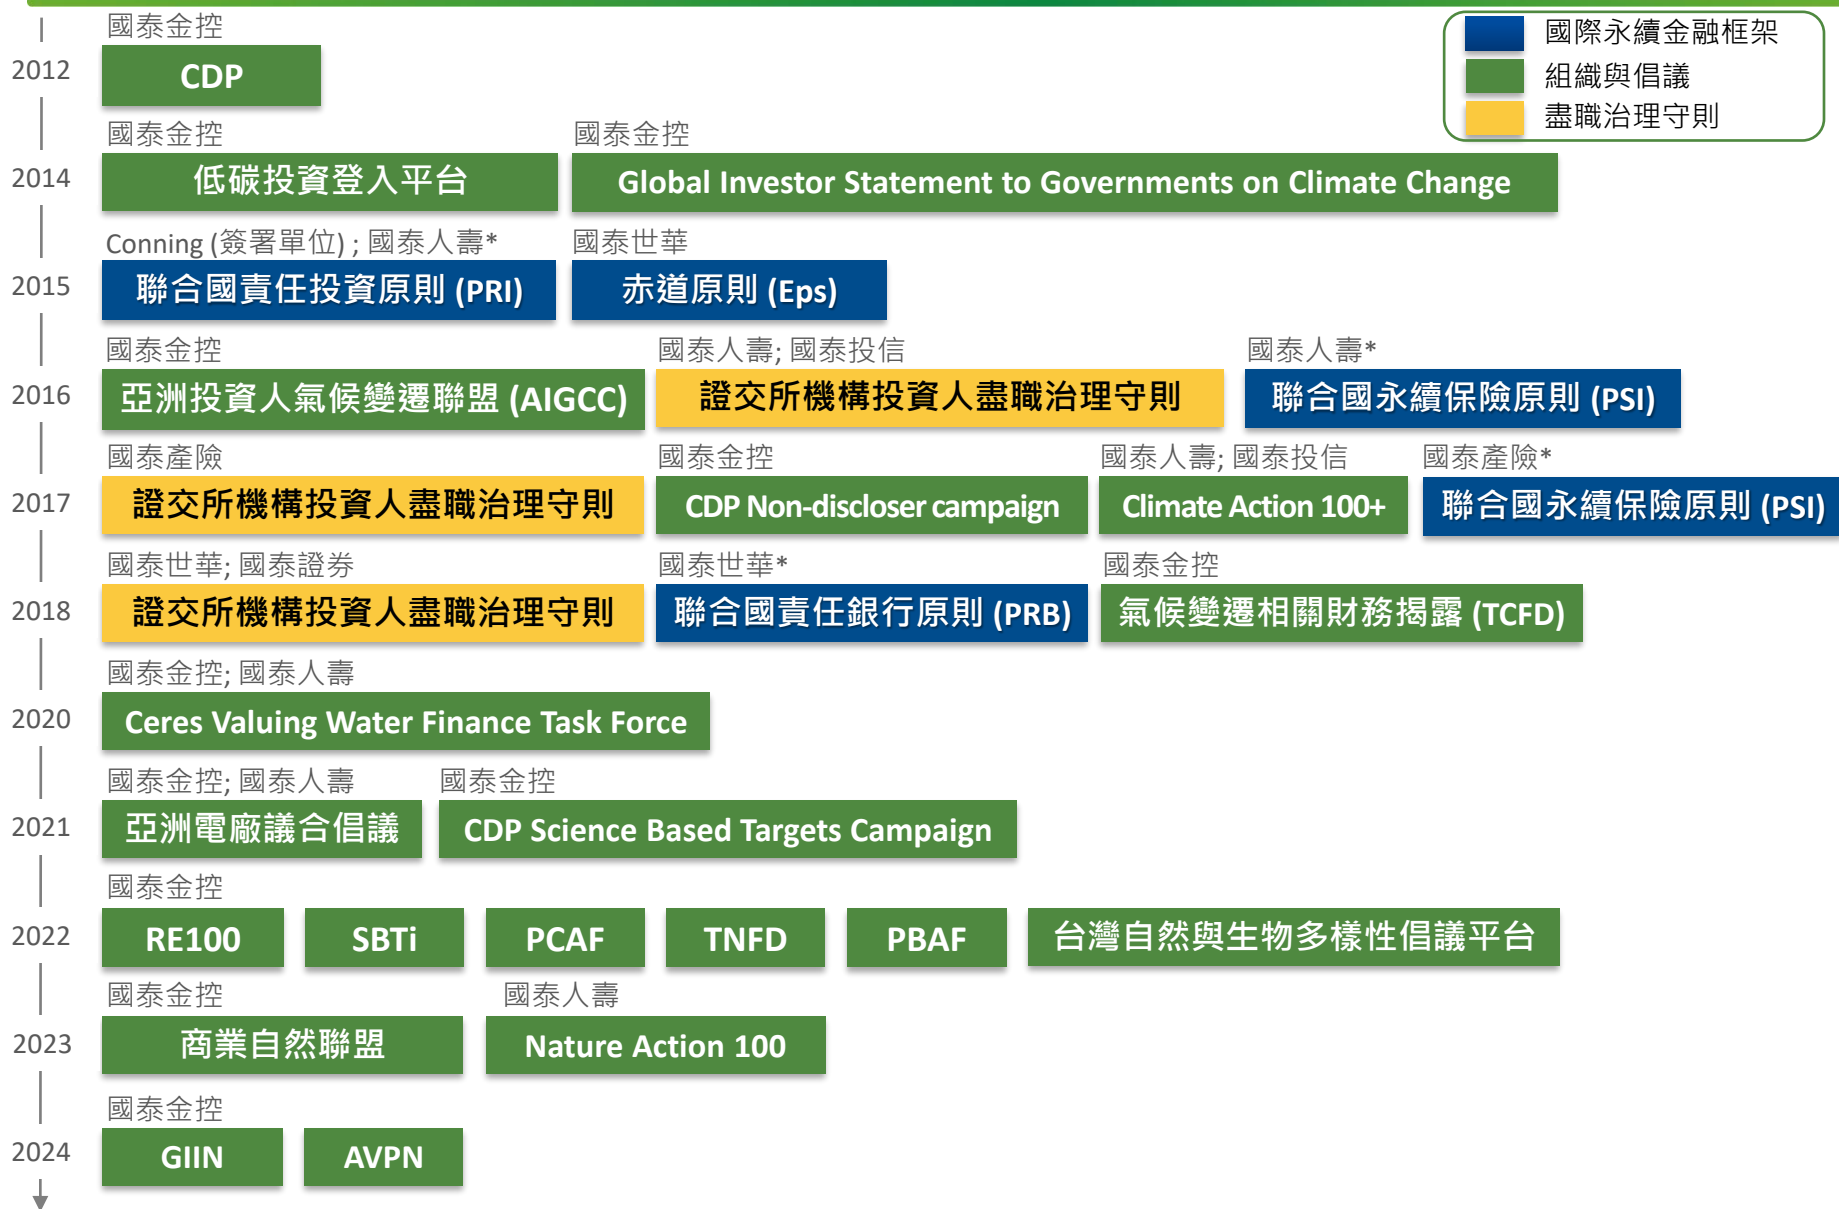 國際永續金融框架
組織與倡議
盡職治理守則
國泰金控
2012
CDP
國泰金控 國泰金控
2014
低碳投資登入平台 Global Investor Statement to Governments on Climate Change
Conning (簽署單位) ; 國泰人壽* 國泰世華
2015
聯合國責任投資原則 (PRI) 赤道原則 (Eps)
國泰金控 國泰人壽; 國泰投信 國泰人壽*
2016
亞洲投資人氣候變遷聯盟 (AIGCC) 證交所機構投資人盡職治理守則 聯合國永續保險原則 (PSI)
國泰產險 國泰金控 國泰人壽; 國泰投信 國泰產險*
2017
證交所機構投資人盡職治理守則 CDP Non-discloser campaign Climate Action 100+ 聯合國永續保險原則 (PSI)
國泰世華; 國泰證券 國泰世華* 國泰金控
2018
證交所機構投資人盡職治理守則 聯合國責任銀行原則 (PRB) 氣候變遷相關財務揭露 (TCFD)
國泰金控; 國泰人壽
2020
Ceres Valuing Water Finance Task Force
國泰金控; 國泰人壽 國泰金控
2021
亞洲電廠議合倡議 CDP Science Based Targets Campaign
國泰金控
2022
RE100 SBTi PCAF TNFD PBAF 台灣自然與生物多樣性倡議平台
國泰金控 國泰人壽
2023
商業自然聯盟 Nature Action 100
國泰金控
2024
GIIN AVPN